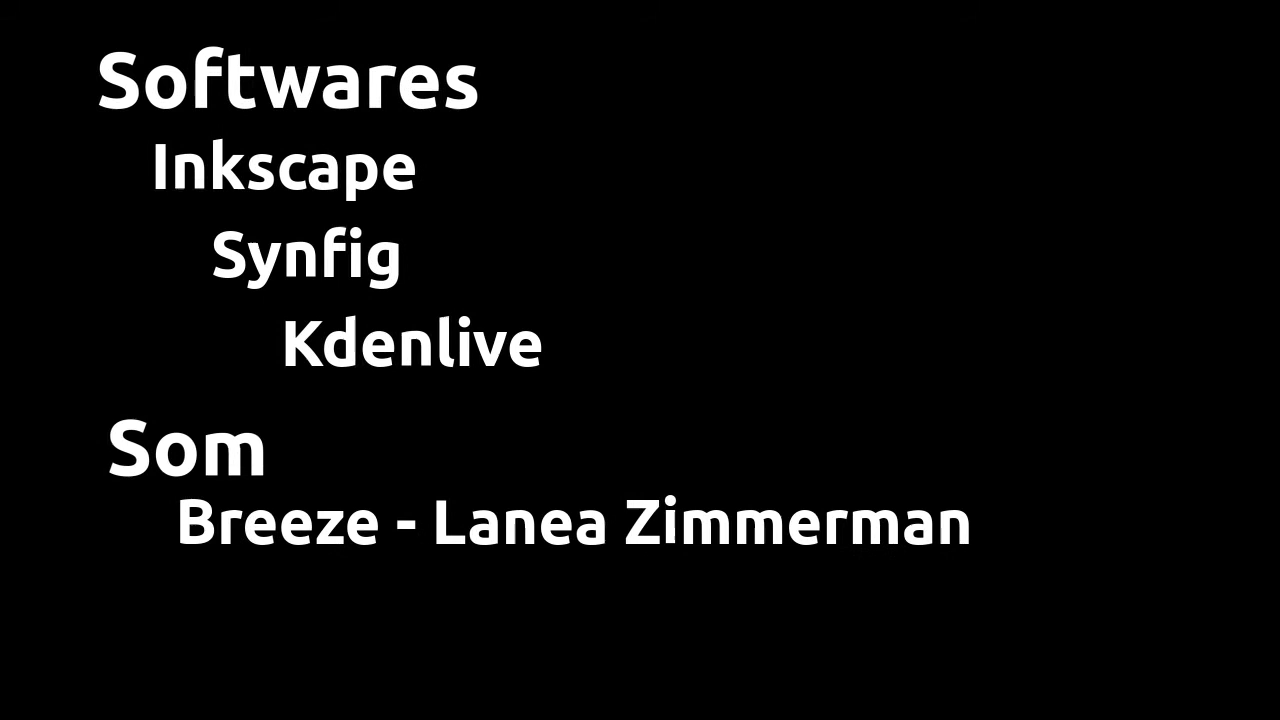 Softwares
Inkscape
Synfig
Kdenlive
Som
Breeze - Lanea Zimmerman